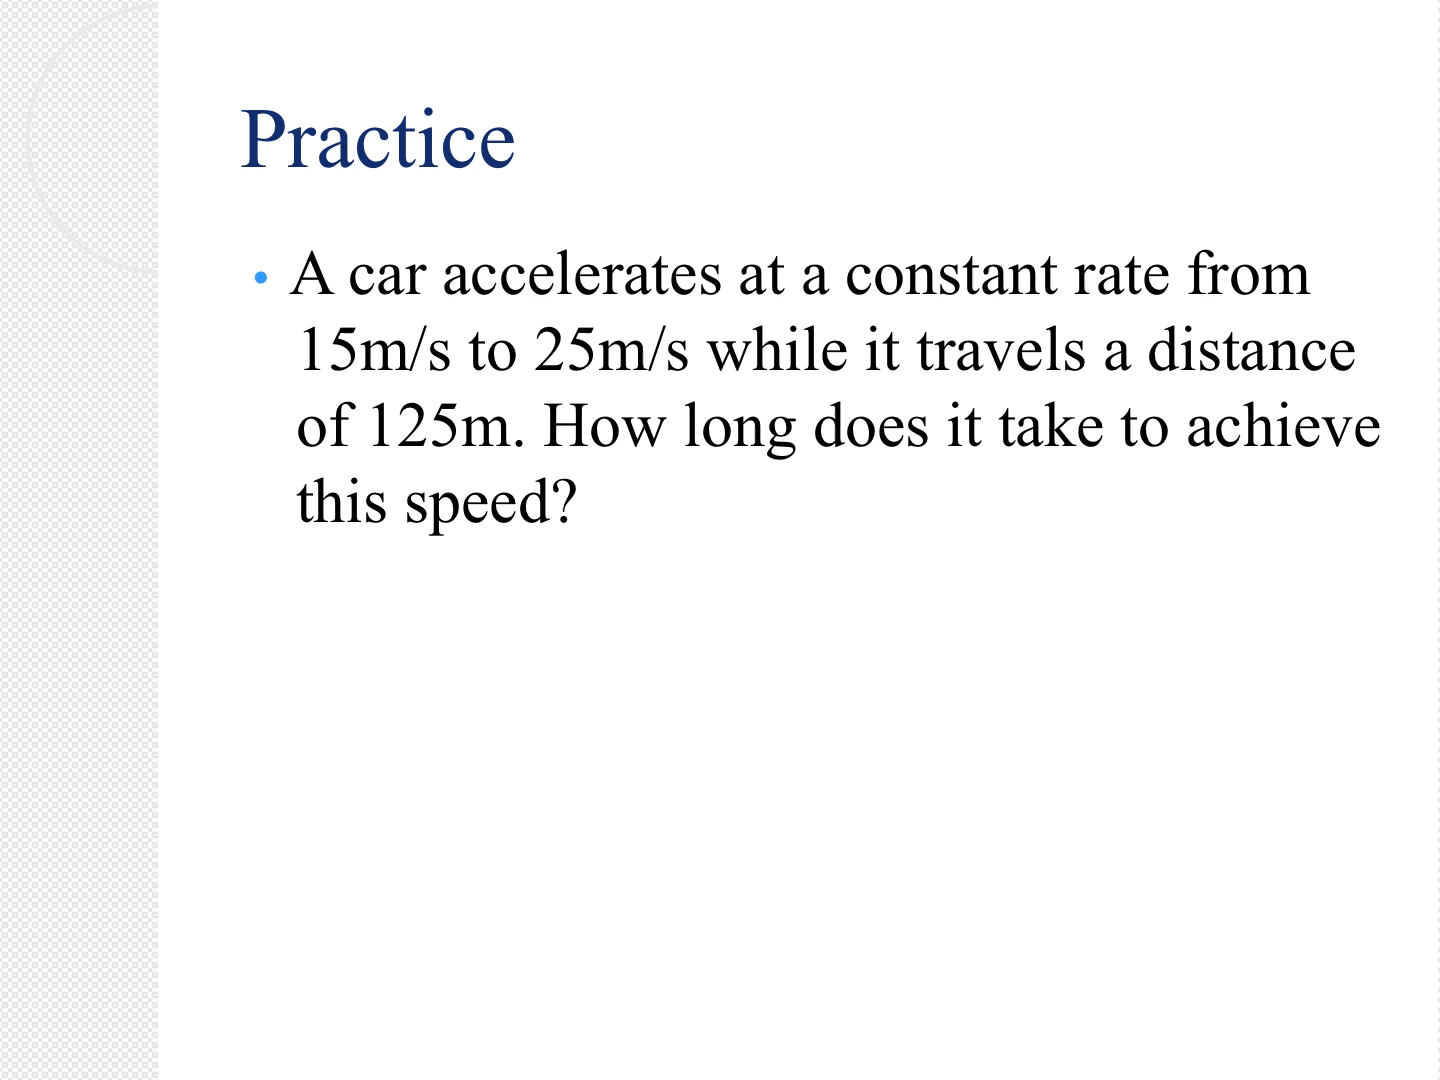 Practice
• A car accelerates at a constant rate from
15m/s to 25m/s while it travels a distance
of 125m. How long does it take to achieve
this speed?